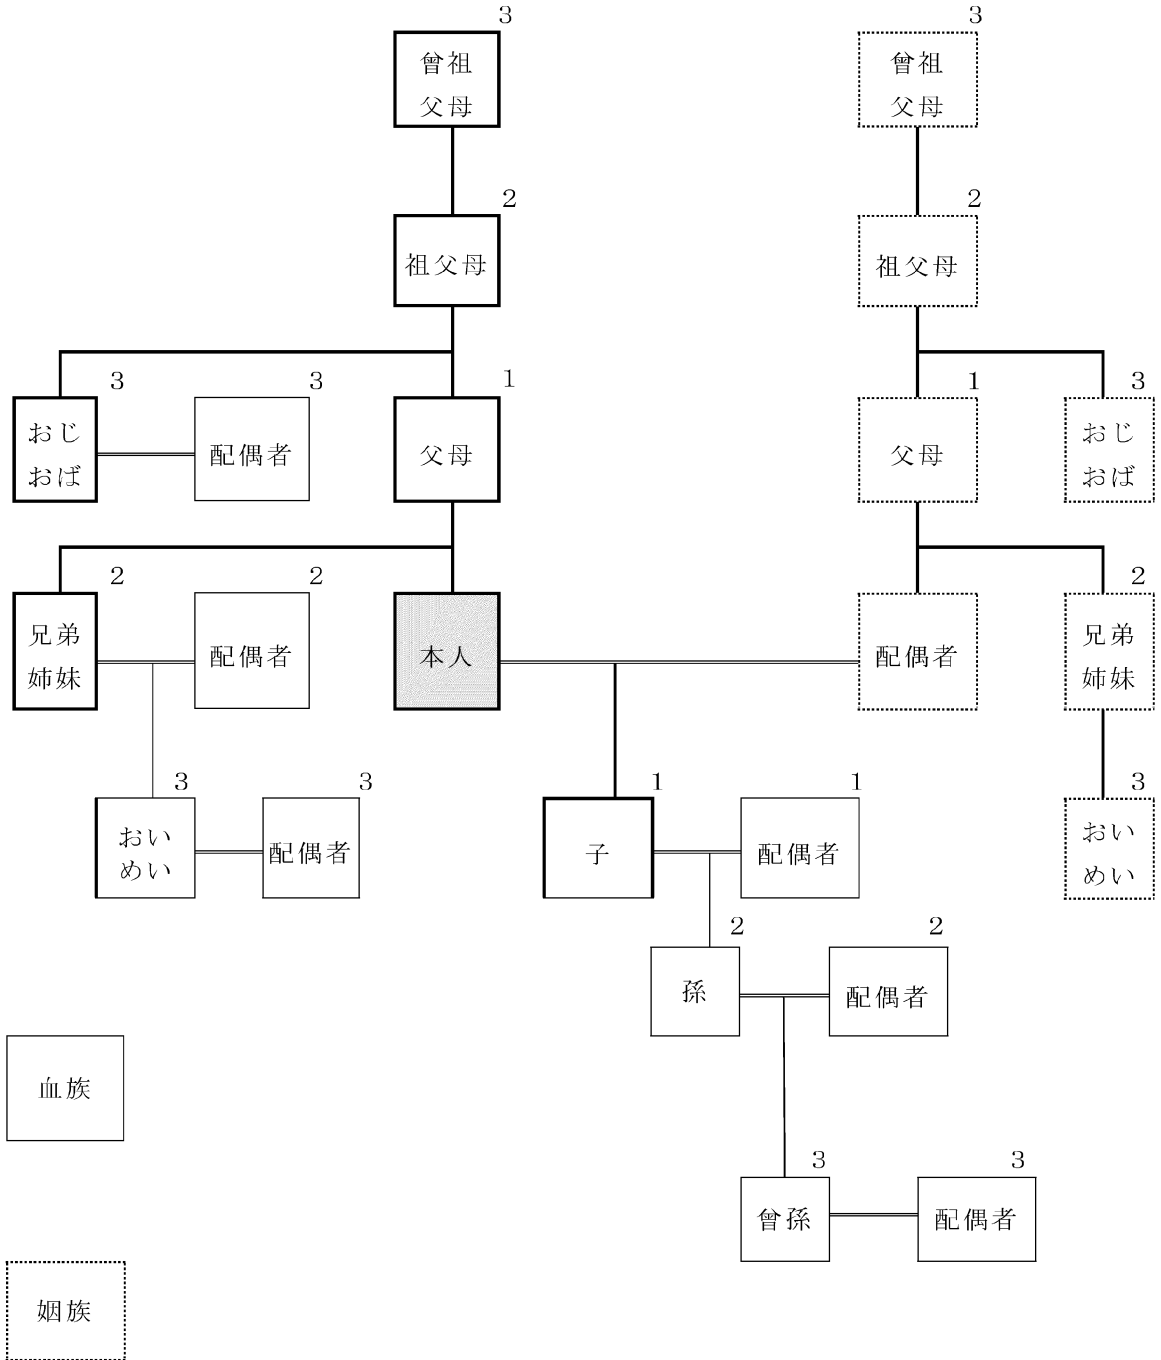 3
3
曾祖
父母
曾祖
父母
2
2
祖父母
祖父母
3
3
1
1
3
おじ
おば
配偶者
父母
父母
おじ
おば
2
2
2
兄弟
姉妹
配偶者
本人
配偶者
兄弟
姉妹
3
3
1
1
3
おい
めい
配偶者
子
配偶者
おい
めい
2
2
孫
配偶者
血族
3
3
曾孫
配偶者
姻族